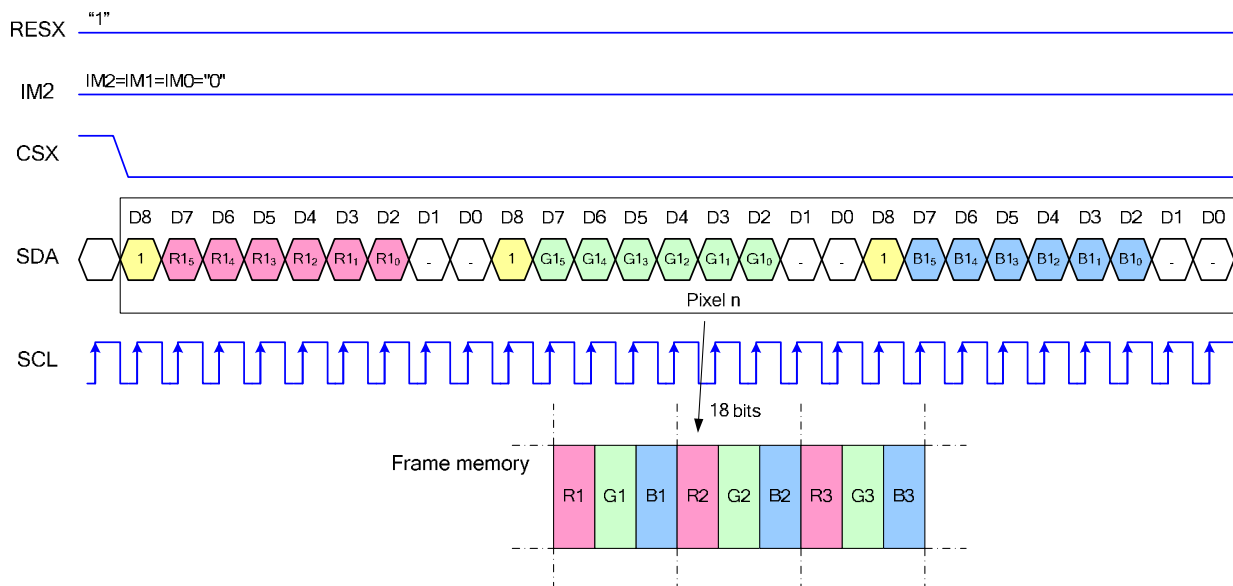 RESX “1”
IM2 IM2=IM1=IM0="0"
CSX
D8 D7 D6 D5 D4 D3 D2 D1 D0 D8 D7 D6 D5 D4 D3 D2 D1 D0 D8 D7 D6 D5 D4 D3 D2 D1 D0
SDA 1 R1₅ R1₄ R1₃ R1₂ R1₁ R1₀ - - 1 G1₅ G1₄ G1₃ G1₂ G1₁ G1₀ - - 1 B1₅ B1₄ B1₃ B1₂ B1₁ B1₀ - -
Pixel n
SCL
18 bits
Frame memory
R1 G1 B1 R2 G2 B2 R3 G3 B3